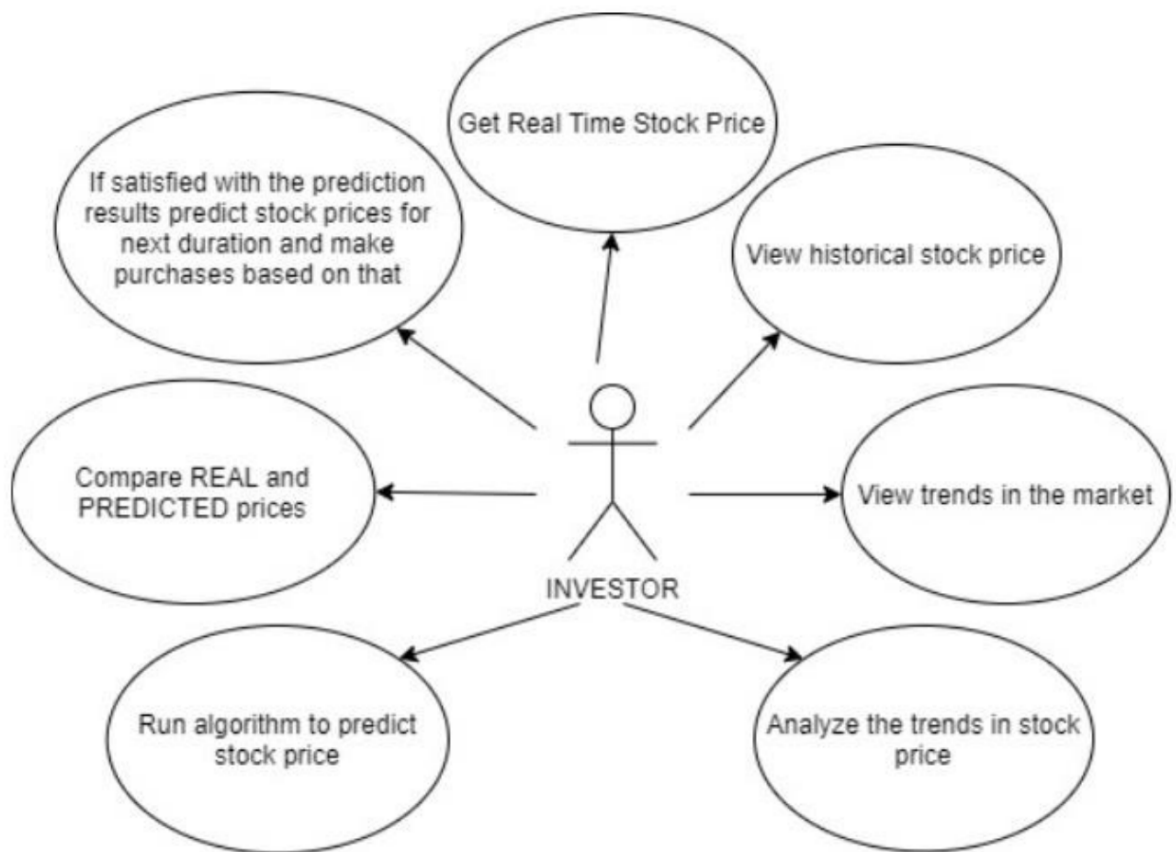 Get Real Time Stock Price
If satisfied with the prediction
results predict stock prices for
next duration and make
purchases based on that
View historical stock price
Compare REAL and
PREDICTED prices
View trends in the market
INVESTOR
Run algorithm to predict
stock price
Analyze the trends in stock
price